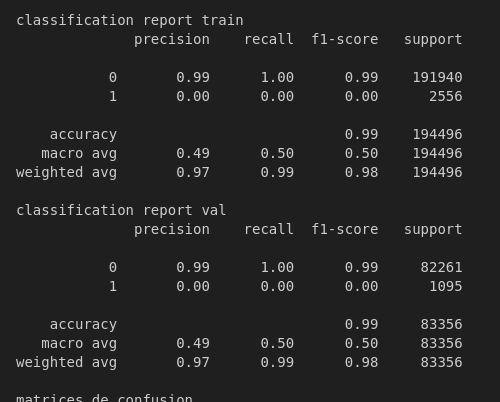 classification report train
precision recall f1-score support
0 0.99 1.00 0.99 191940
1 0.00 0.00 0.00 2556
accuracy 0.99 194496
macro avg 0.49 0.50 0.50 194496
weighted avg 0.97 0.99 0.98 194496
classification report val
precision recall f1-score support
0 0.99 1.00 0.99 82261
1 0.00 0.00 0.00 1095
accuracy 0.99 83356
macro avg 0.49 0.50 0.50 83356
weighted avg 0.97 0.99 0.98 83356
matrices de confusion